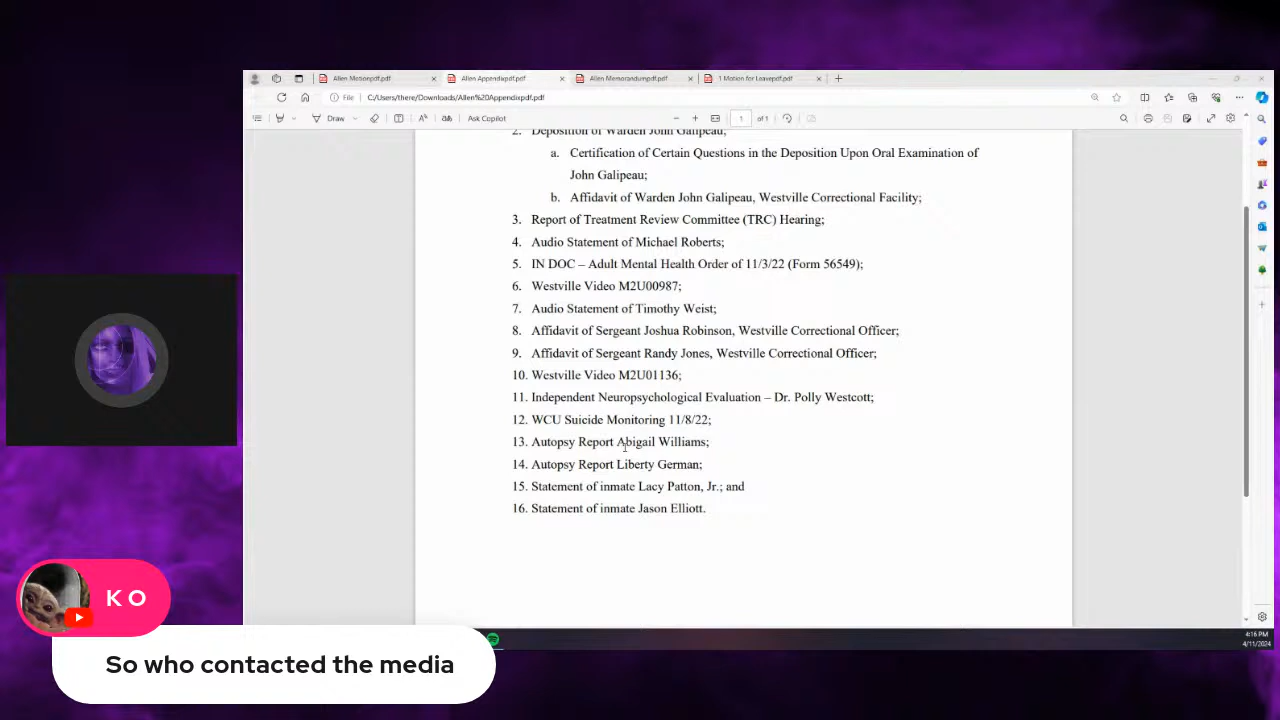 Allen Motionpdf.pdf
Allen Appendixpdf.pdf
Allen Memorandumpdf.pdf
1 Motion for Leavepdf.pdf
File
C:/Users/there/Downloads/Allen%20Appendixpdf.pdf
Draw
Ask Copilot
1 of 1
2. Deposition of Warden John Galipeau;
a. Certification of Certain Questions in the Deposition Upon Oral Examination of
John Galipeau;
b. Affidavit of Warden John Galipeau, Westville Correctional Facility;
3. Report of Treatment Review Committee (TRC) Hearing;
4. Audio Statement of Michael Roberts;
5. IN DOC – Adult Mental Health Order of 11/3/22 (Form 56549);
6. Westville Video M2U00987;
7. Audio Statement of Timothy Weist;
8. Affidavit of Sergeant Joshua Robinson, Westville Correctional Officer;
9. Affidavit of Sergeant Randy Jones, Westville Correctional Officer;
10. Westville Video M2U01136;
11. Independent Neuropsychological Evaluation – Dr. Polly Westcott;
12. WCU Suicide Monitoring 11/8/22;
13. Autopsy Report Abigail Williams;
14. Autopsy Report Liberty German;
15. Statement of inmate Lacy Patton, Jr.; and
16. Statement of inmate Jason Elliott.
K O
So who contacted the media
4:16 PM
4/11/2024